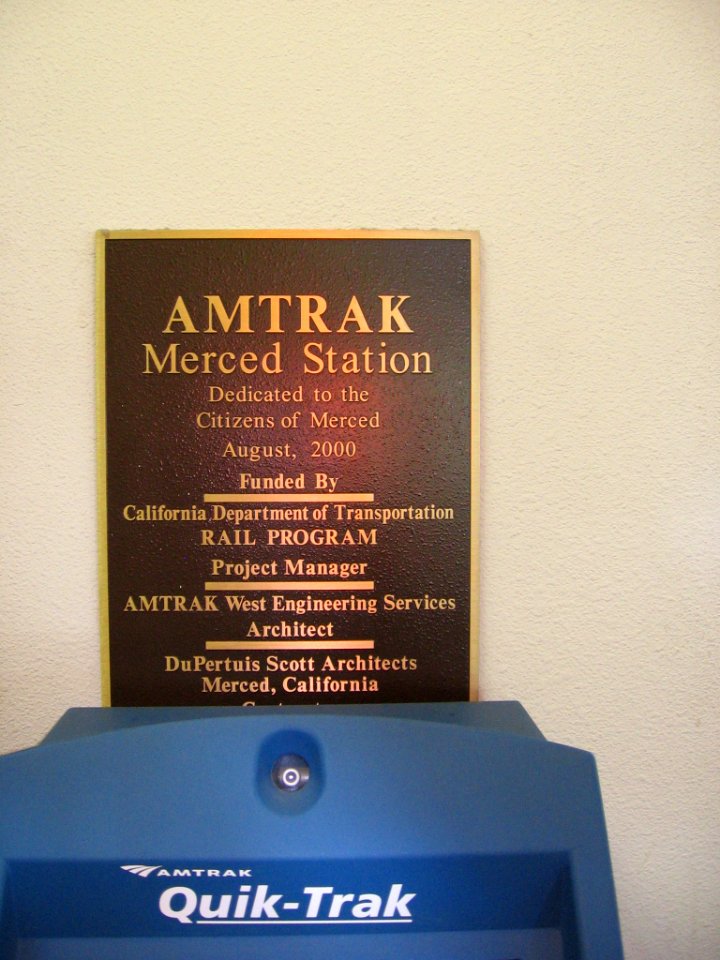 AMTRAK
Merced Station
Dedicated to the
Citizens of Merced
August, 2000
Funded By
California Department of Transportation
RAIL PROGRAM
Project Manager
AMTRAK West Engineering Services
Architect
DuPertuis Scott Architects
Merced, California
AMTRAK
Quik-Trak